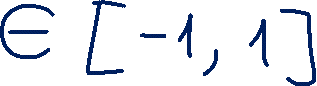 ∈ [-1, 1]